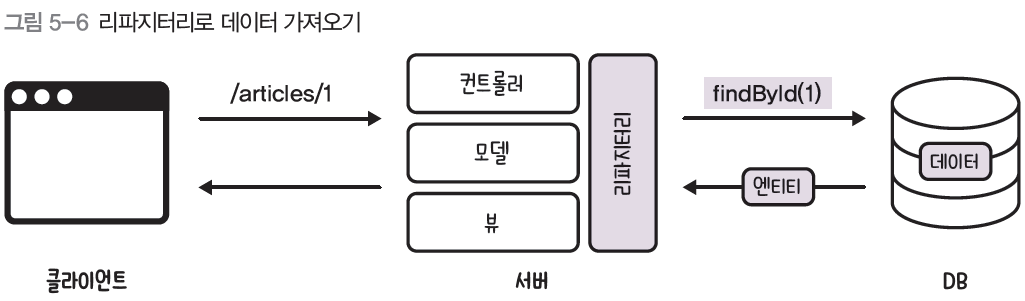 그림 5-6 리파지터리로 데이터 가져오기
/articles/1
컨트롤러
모델
뷰
리파지터리
findById(1)
엔티티
데이터
클라이언트
서버
DB